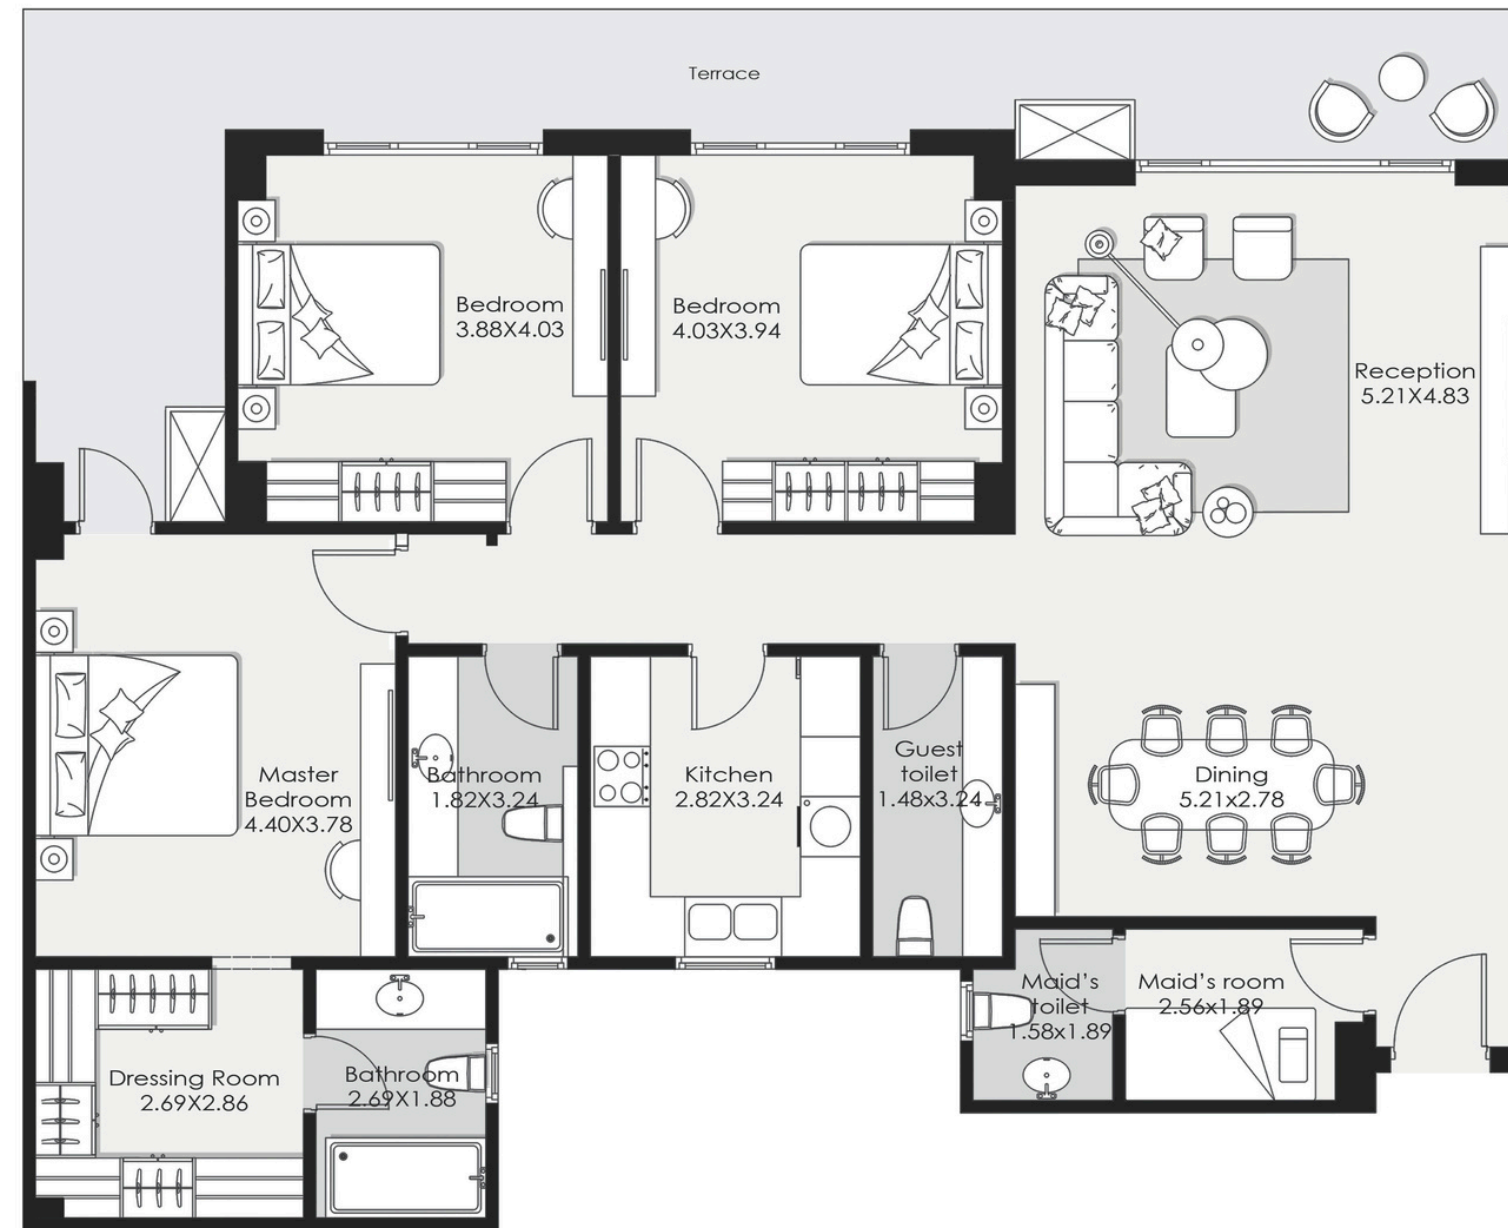 Terrace
Bedroom
3.88X4.03
Bedroom
4.03X3.94
Reception
5.21X4.83
Master
Bedroom
4.40X3.78
Bathroom
1.82X3.24
Kitchen
2.82X3.24
Guest
toilet
1.48x3.24
Dining
5.21x2.78
Dressing Room
2.69X2.86
Bathroom
2.69X1.88
Maid's
toilet
1.58x1.89
Maid's room
2.56x1.89